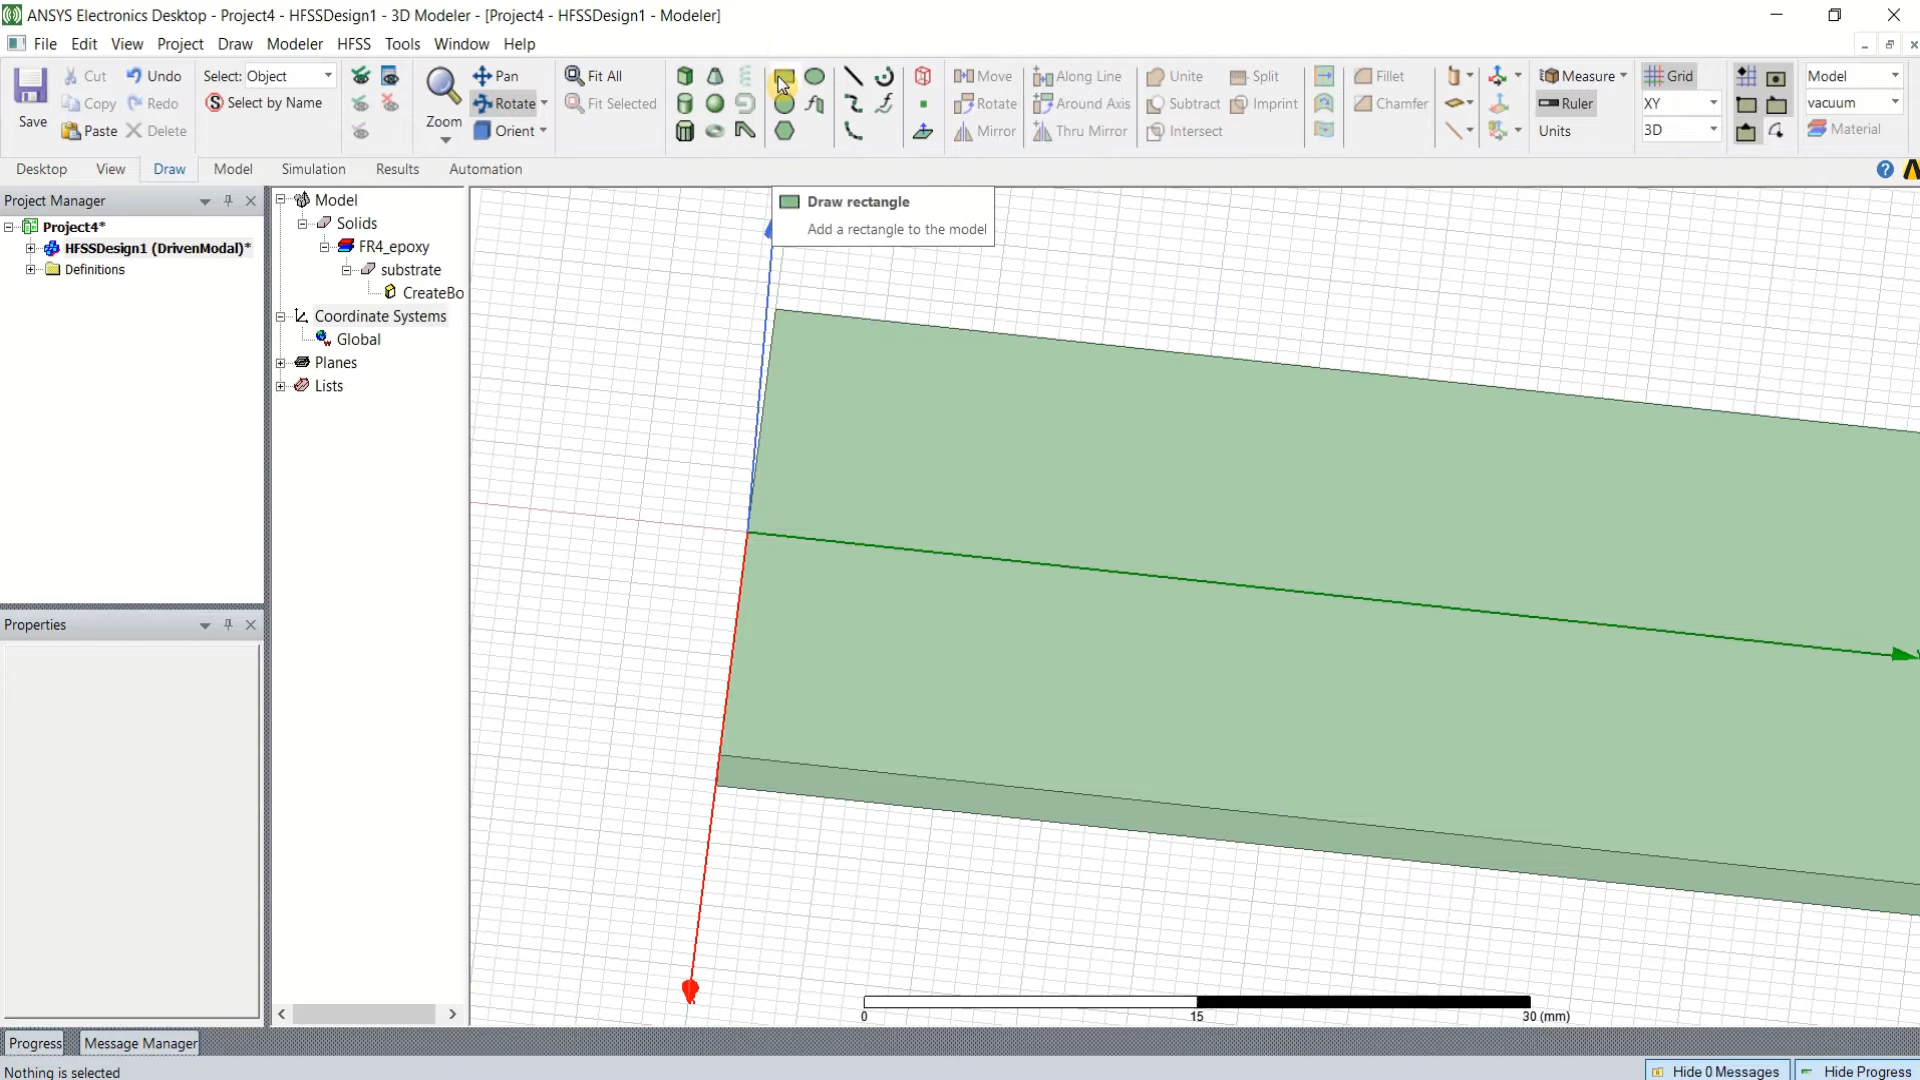 ANSYS Electronics Desktop - Project4 - HFSSDesign1 - 3D Modeler - [Project4 - HFSSDesign1 - Modeler]
File Edit View Project Draw Modeler HFSS Tools Window Help
Save
Cut Undo
Copy Redo
Paste Delete
Select: Object
Select by Name
Zoom
Pan
Rotate
Orient
Fit All
Fit Selected
Move Along Line
Rotate Around Axis
Mirror Thru Mirror
Unite Split
Subtract Imprint
Intersect
Fillet
Chamfer
Measure
Ruler
Units
Grid
XY
3D
Model
vacuum
Material
Desktop View Draw Model Simulation Results Automation
Project Manager
Project4*
HFSSDesign1 (DrivenModal)*
Definitions
Properties
Model
Solids
FR4_epoxy
substrate
CreateBo
Coordinate Systems
Global
Planes
Lists
Draw rectangle
Add a rectangle to the model
0 15 30 (mm)
Progress Message Manager
Nothing is selected
Hide 0 Messages Hide Progress